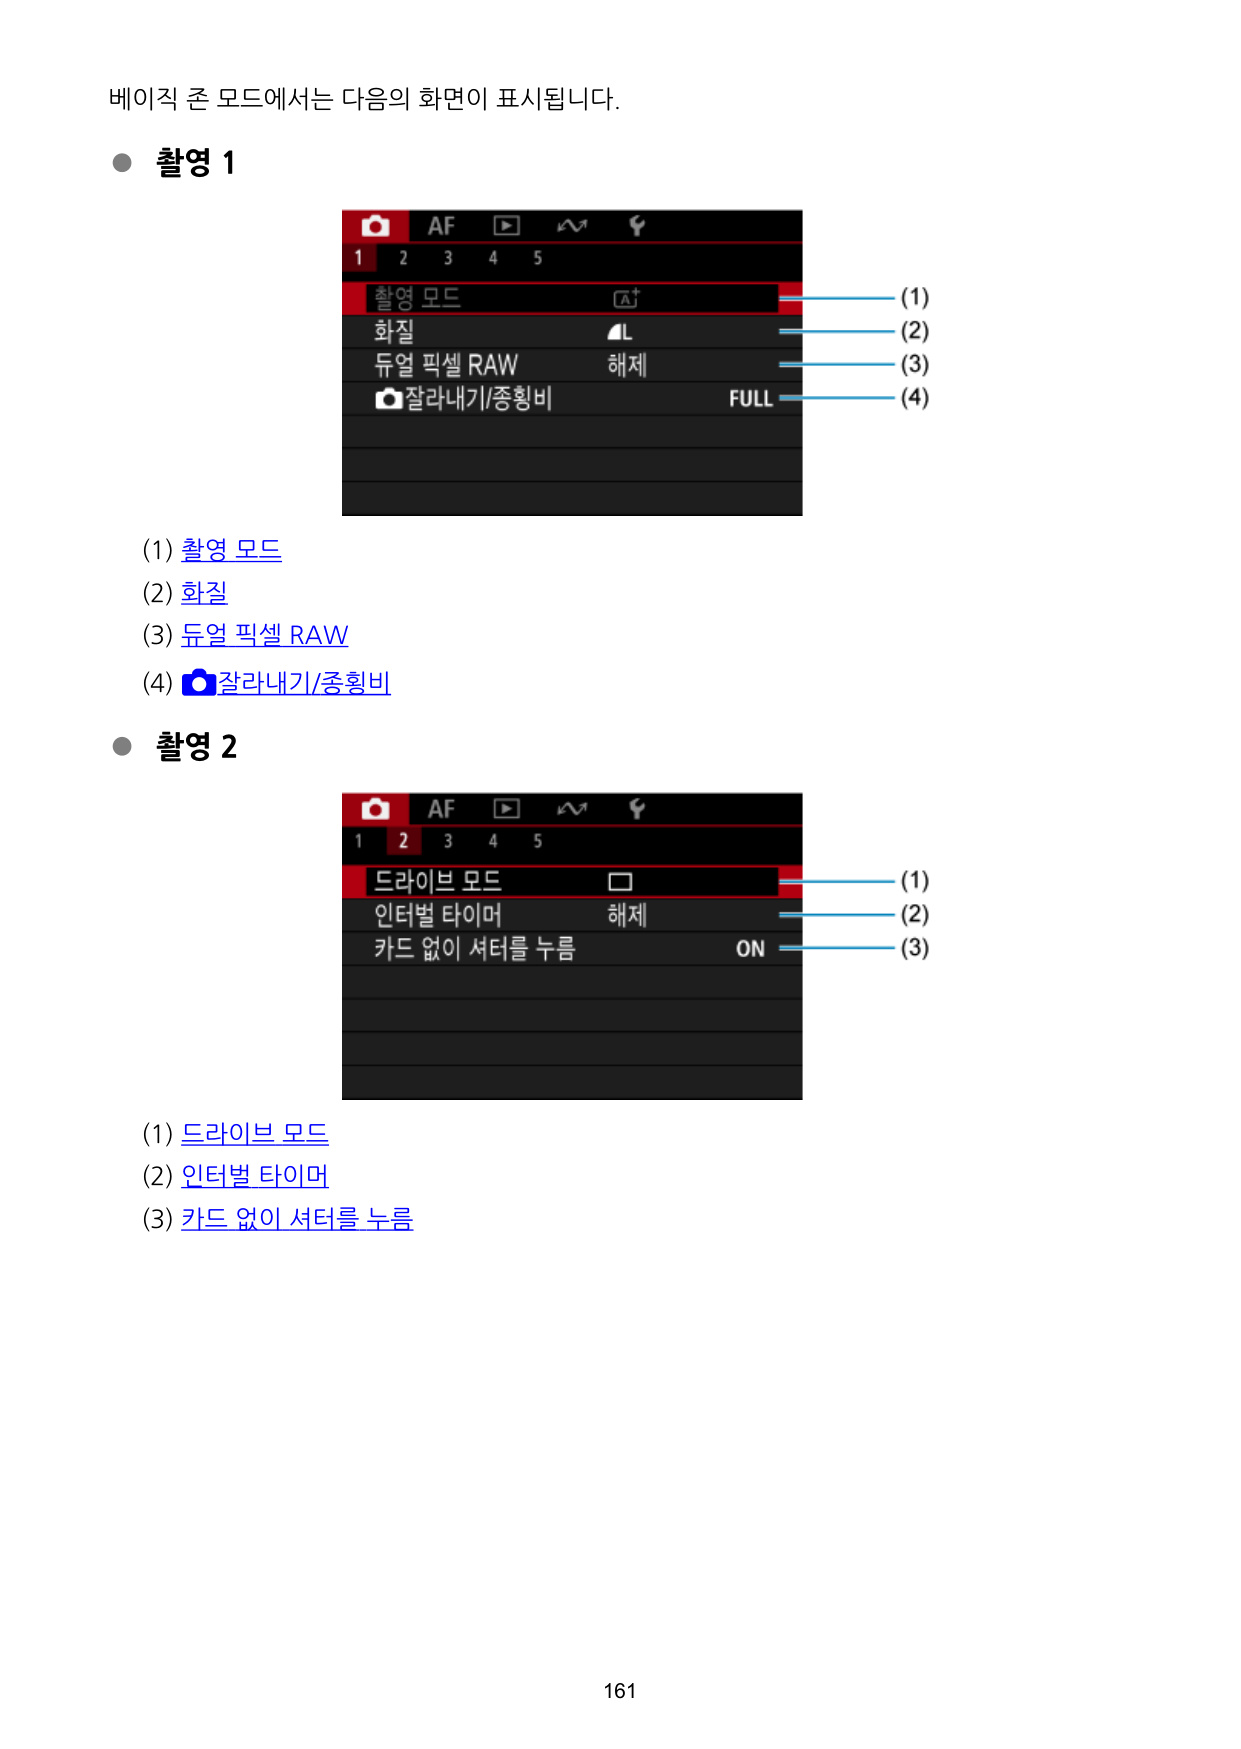 베이직 존 모드에서는 다음의 화면이 표시됩니다.
● 촬영 1
AF
1 2 3 4 5
촬영 모드 A+ (1)
화질 L (2)
듀얼 픽셀 RAW 해제 (3)
잘라내기/종횡비 FULL (4)
(1) 촬영 모드
(2) 화질
(3) 듀얼 픽셀 RAW
(4) 잘라내기/종횡비
● 촬영 2
AF
1 2 3 4 5
드라이브 모드 (1)
인터벌 타이머 해제 (2)
카드 없이 셔터를 누름 ON (3)
(1) 드라이브 모드
(2) 인터벌 타이머
(3) 카드 없이 셔터를 누름
161